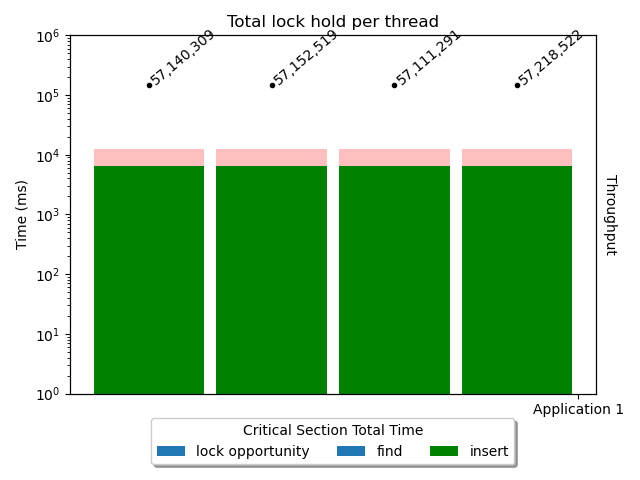 Total lock hold per thread
57,140,309
57,152,519
57,111,291
57,218,522
10^6
10^5
10^4
10^3
10^2
10^1
10^0
Time (ms)
Throughput
Application 1
Critical Section Total Time
lock opportunity find insert